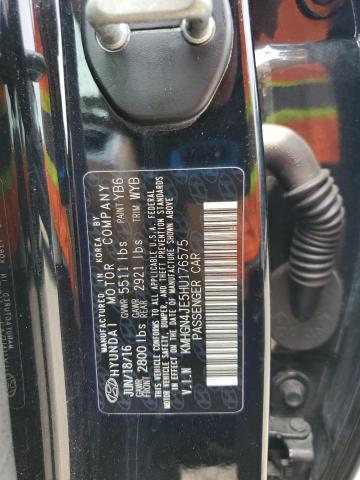 MANUFACTURED IN KOREA BY
HYUNDAI MOTOR COMPANY
JUN/18/16 GVWR 5511 lbs PAINT YB6
GAWR FRONT 2800 lbs GAWR REAR 2921 lbs TRIM WYB
THIS VEHICLE CONFORMS TO ALL APPLICABLE U.S.A. FEDERAL
MOTOR VEHICLE SAFETY, BUMPER, AND THEFT PREVENTION STANDARDS
IN EFFECT ON THE DATE OF MANUFACTURE SHOWN ABOVE.
V.I.N KMHGN4JE5HU176575
PASSENGER CAR